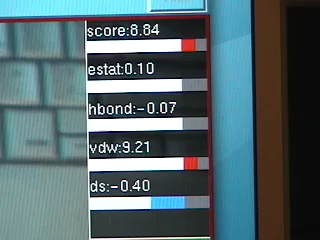 score:8.84
estat:0.10
hbond:-0.07
vdw:9.21
ds:-0.40